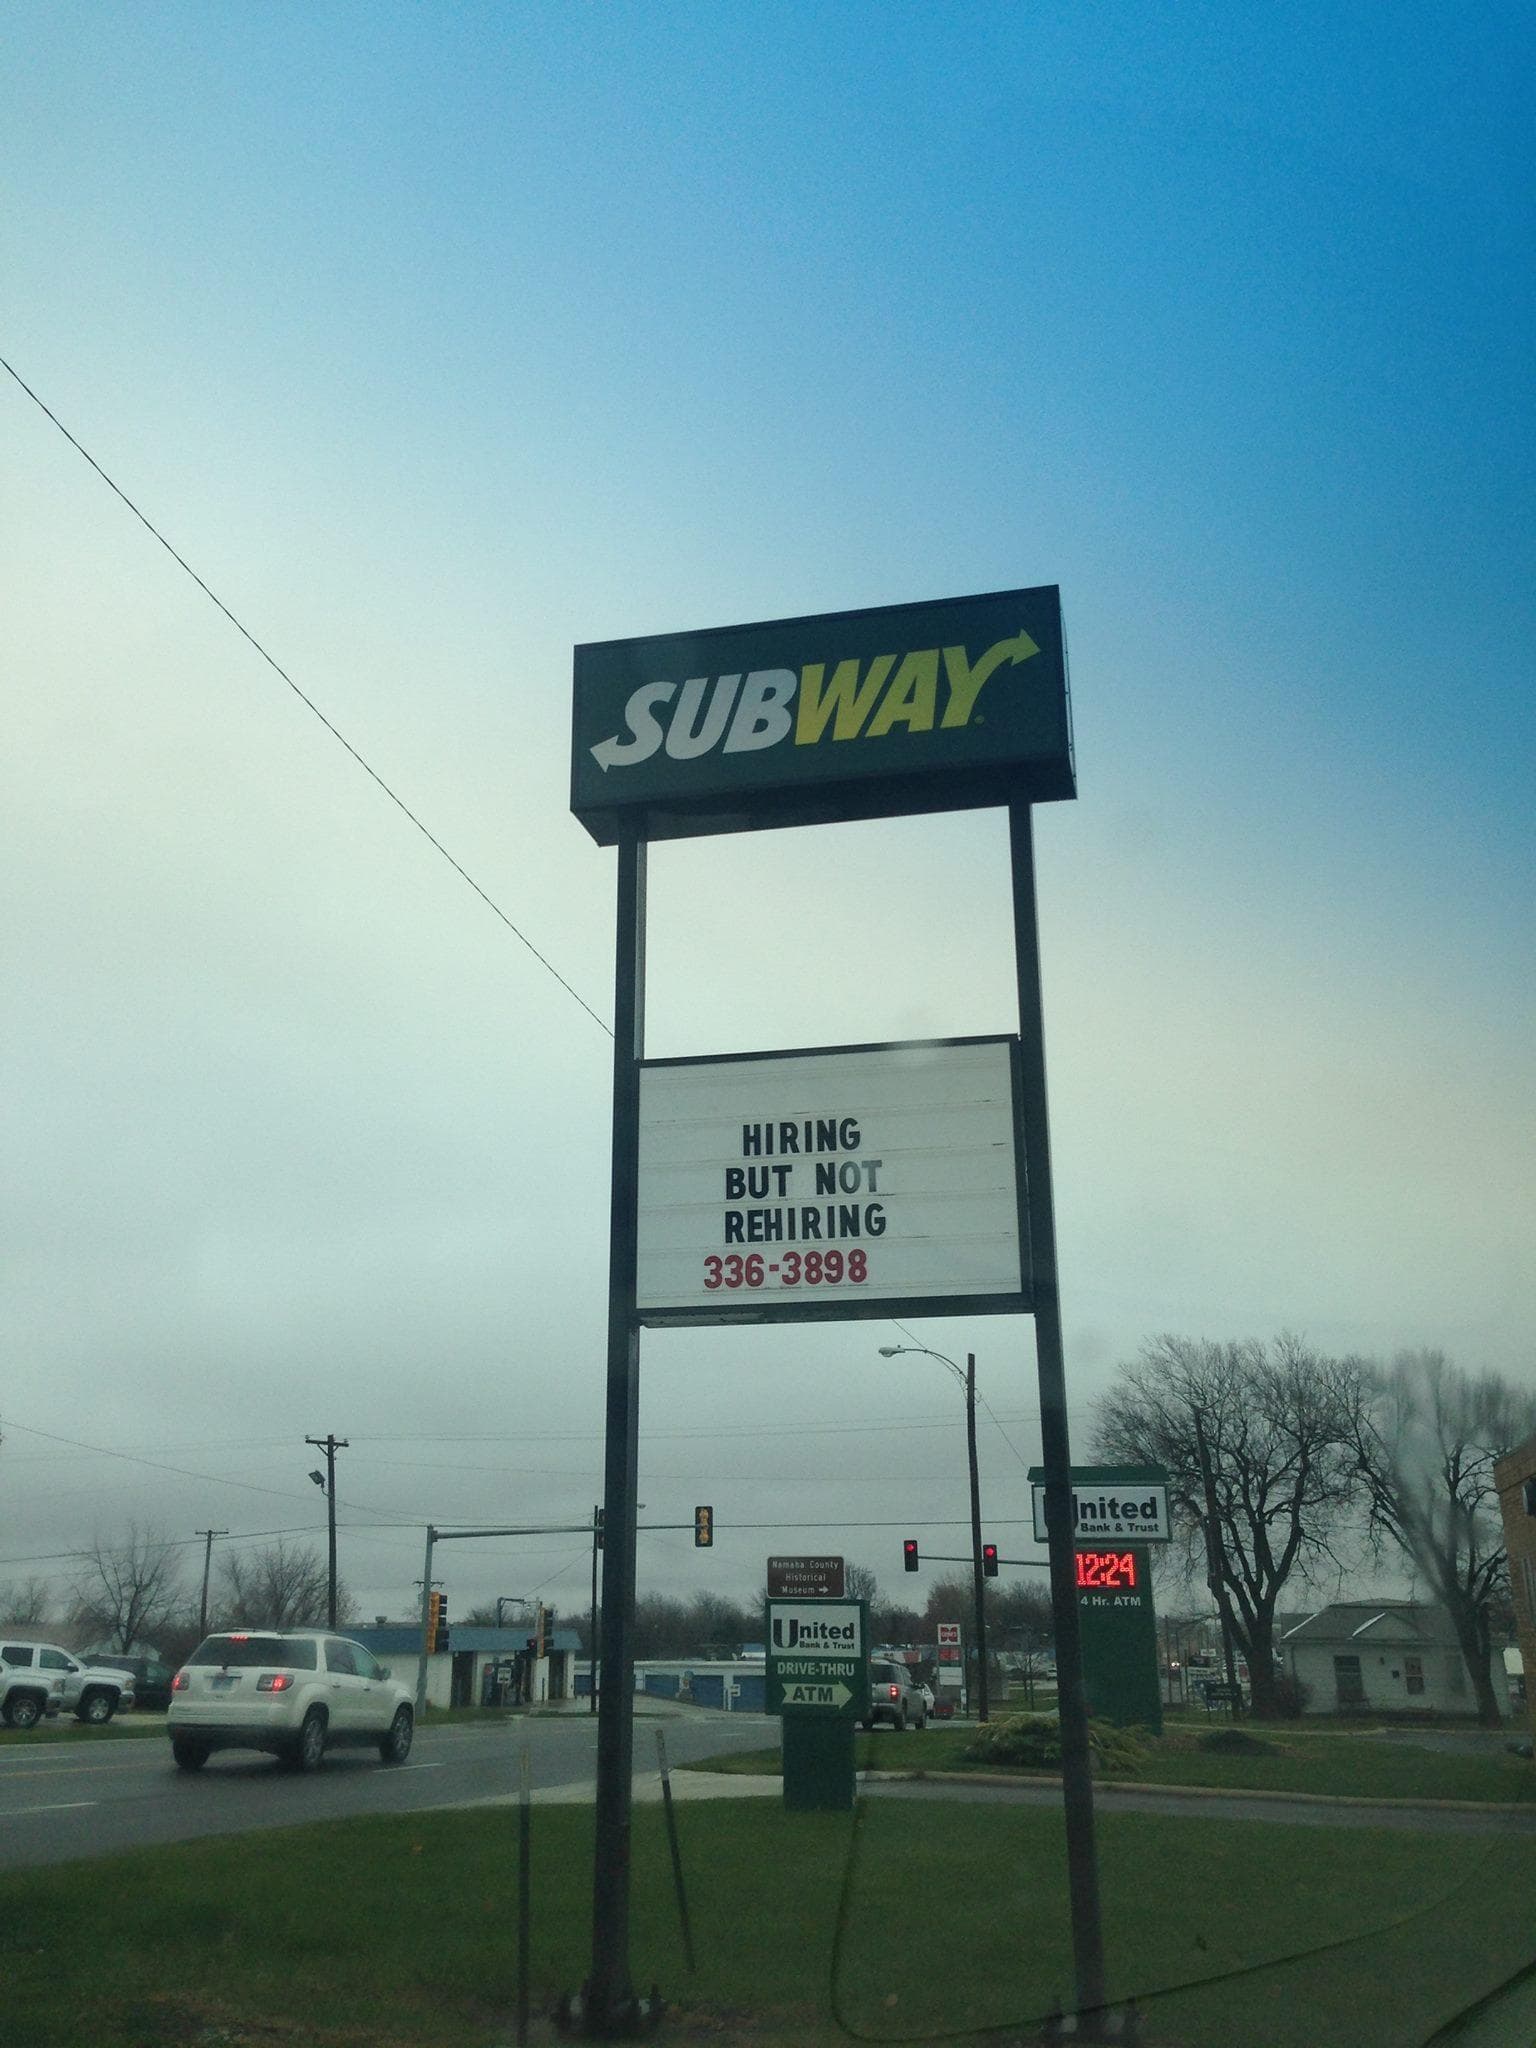 SUBWAY
HIRING
BUT NOT
REHIRING
336-3898
nited
Bank & Trust
12:24
4 Hr. ATM
Nemaha County
Historical
Museum →
United
Bank & Trust
DRIVE-THRU
ATM